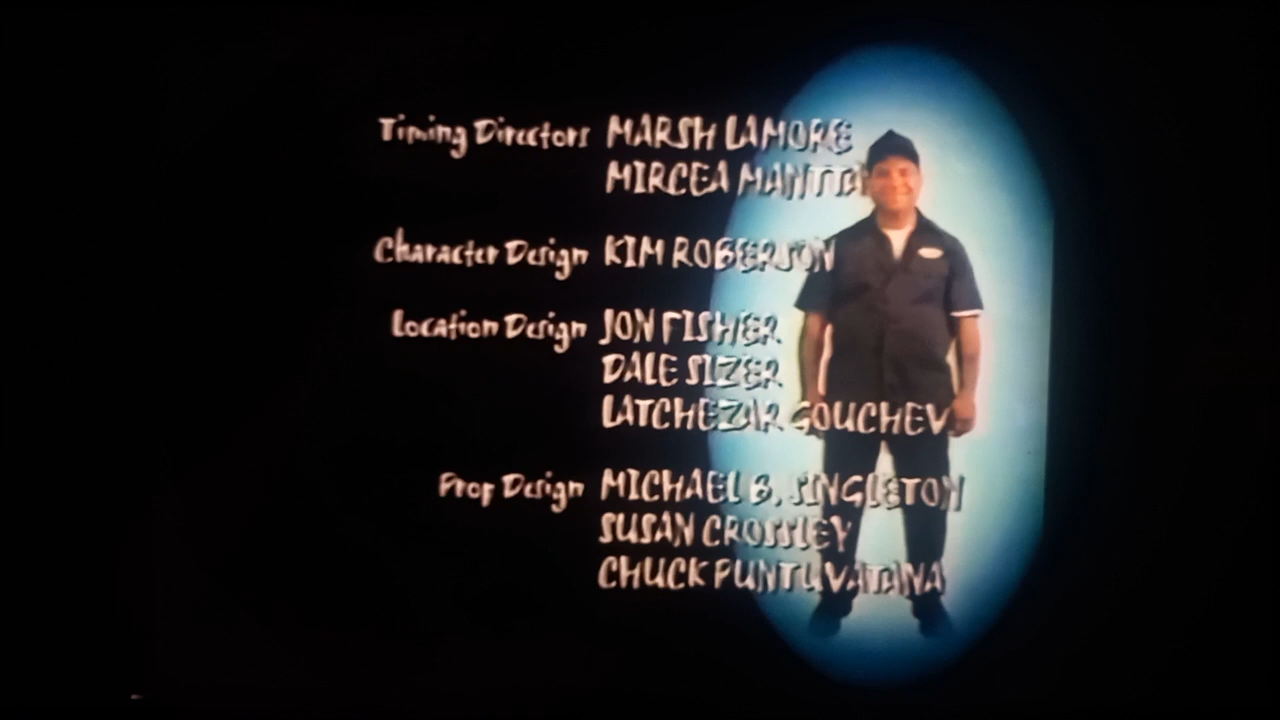 Timing Directors MARSH LAMORE
MIRCEA
Character Design KIM ROBERSON
Location Design JON FISHER
DALE SIZER
LATCHEZAR GOUCHEV
Prop Design MICHAEL B. SINGLETON
SUSAN CROSSLEY
CHUCK PUNTUVATANA